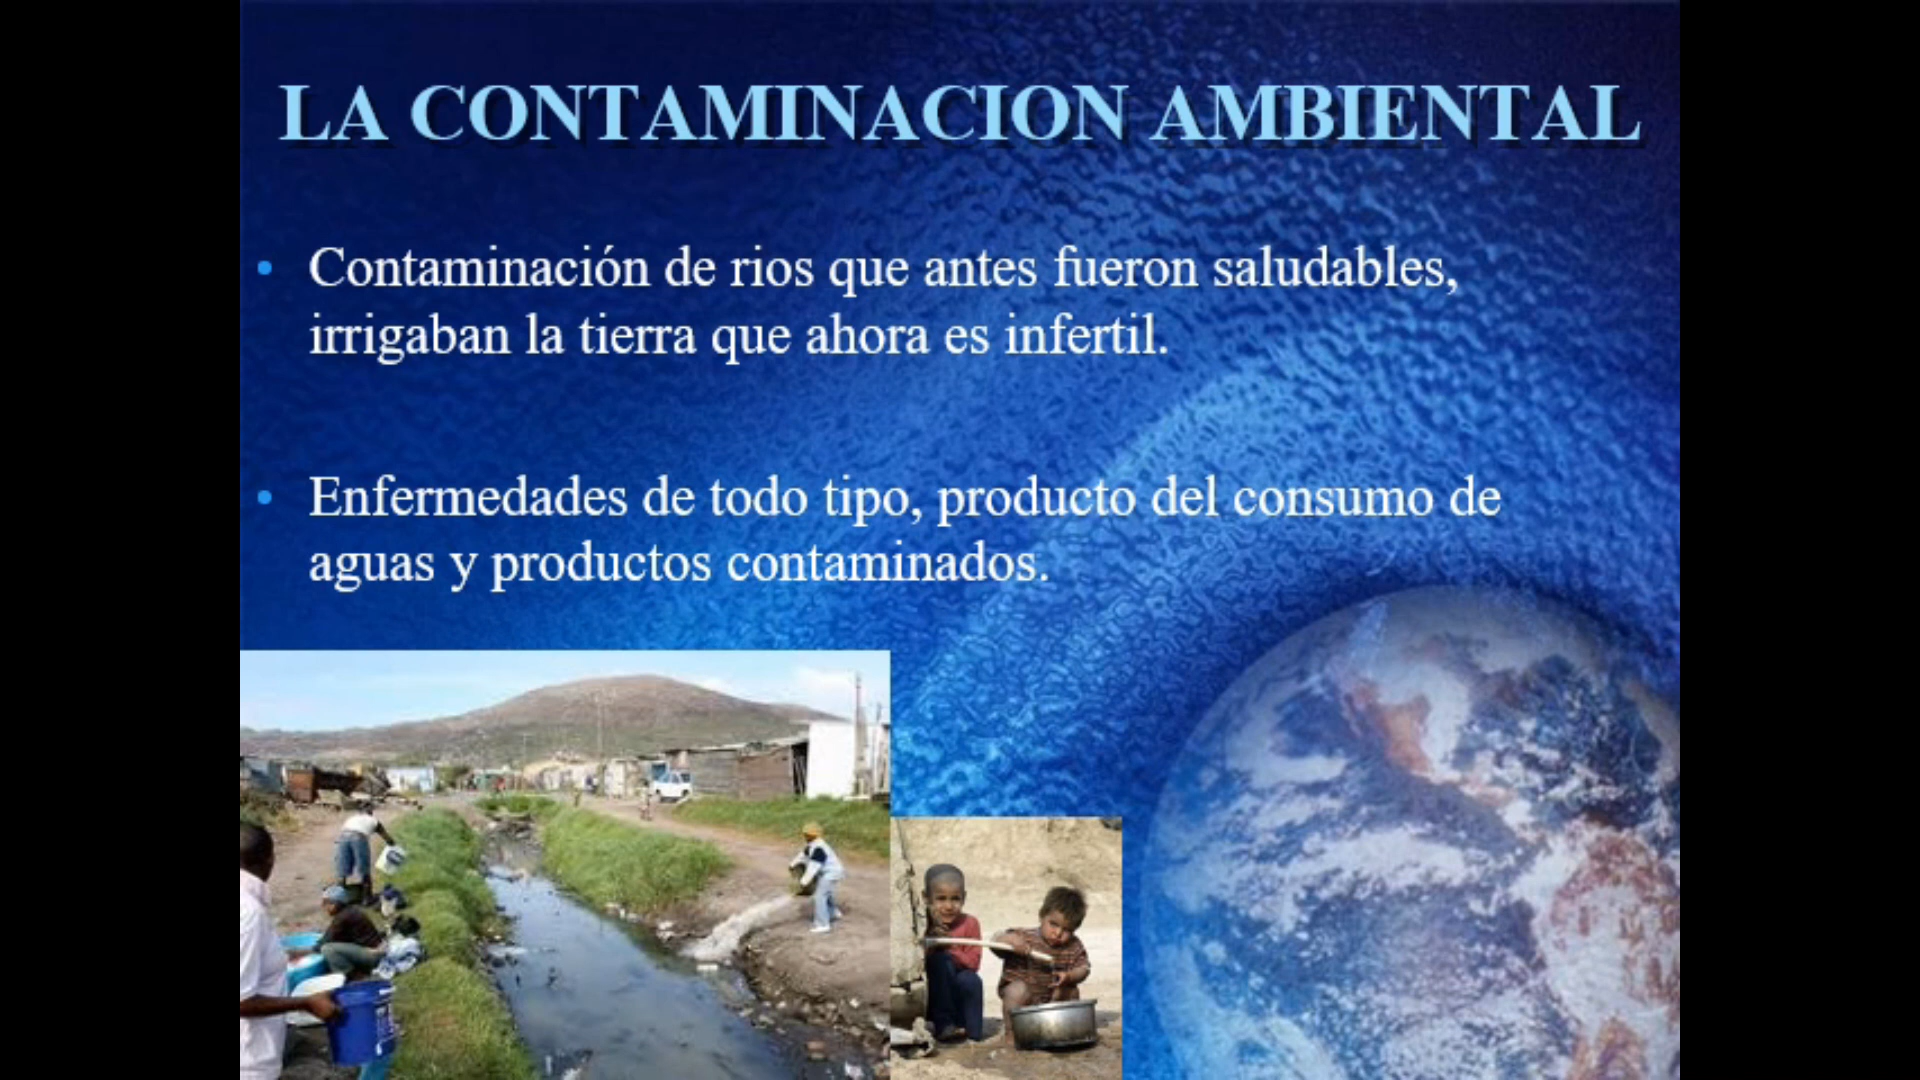 LA CONTAMINACION AMBIENTAL
• Contaminación de rios que antes fueron saludables,
irrigaban la tierra que ahora es infertil.
• Enfermedades de todo tipo, producto del consumo de
aguas y productos contaminados.